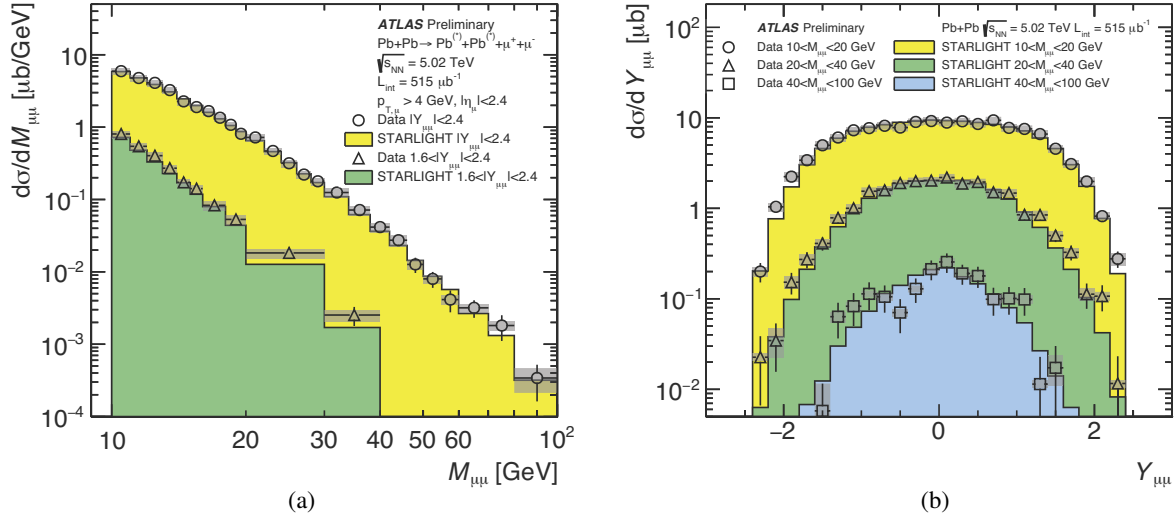 ATLAS Preliminary
Pb+Pb→ Pb(*)+Pb(*)+μ⁺+μ⁻
√sNN = 5.02 TeV
Lint = 515 μb⁻¹
pT,μ > 4 GeV, |ημ|<2.4
Data |Yμμ|<2.4
STARLIGHT |Yμμ|<2.4
Data 1.6<|Yμμ|<2.4
STARLIGHT 1.6<|Yμμ|<2.4
dσ/dMμμ [μb/GeV]
10
1
10⁻¹
10⁻²
10⁻³
10⁻⁴
10 20 30 40 50 60 10²
Mμμ [GeV]
(a)
ATLAS Preliminary Pb+Pb √sNN = 5.02 TeV Lint = 515 μb⁻¹
Data 10<Mμμ<20 GeV STARLIGHT 10<Mμμ<20 GeV
Data 20<Mμμ<40 GeV STARLIGHT 20<Mμμ<40 GeV
Data 40<Mμμ<100 GeV STARLIGHT 40<Mμμ<100 GeV
dσ/dYμμ [μb]
10²
10
1
10⁻¹
10⁻²
−2 0 2
Yμμ
(b)